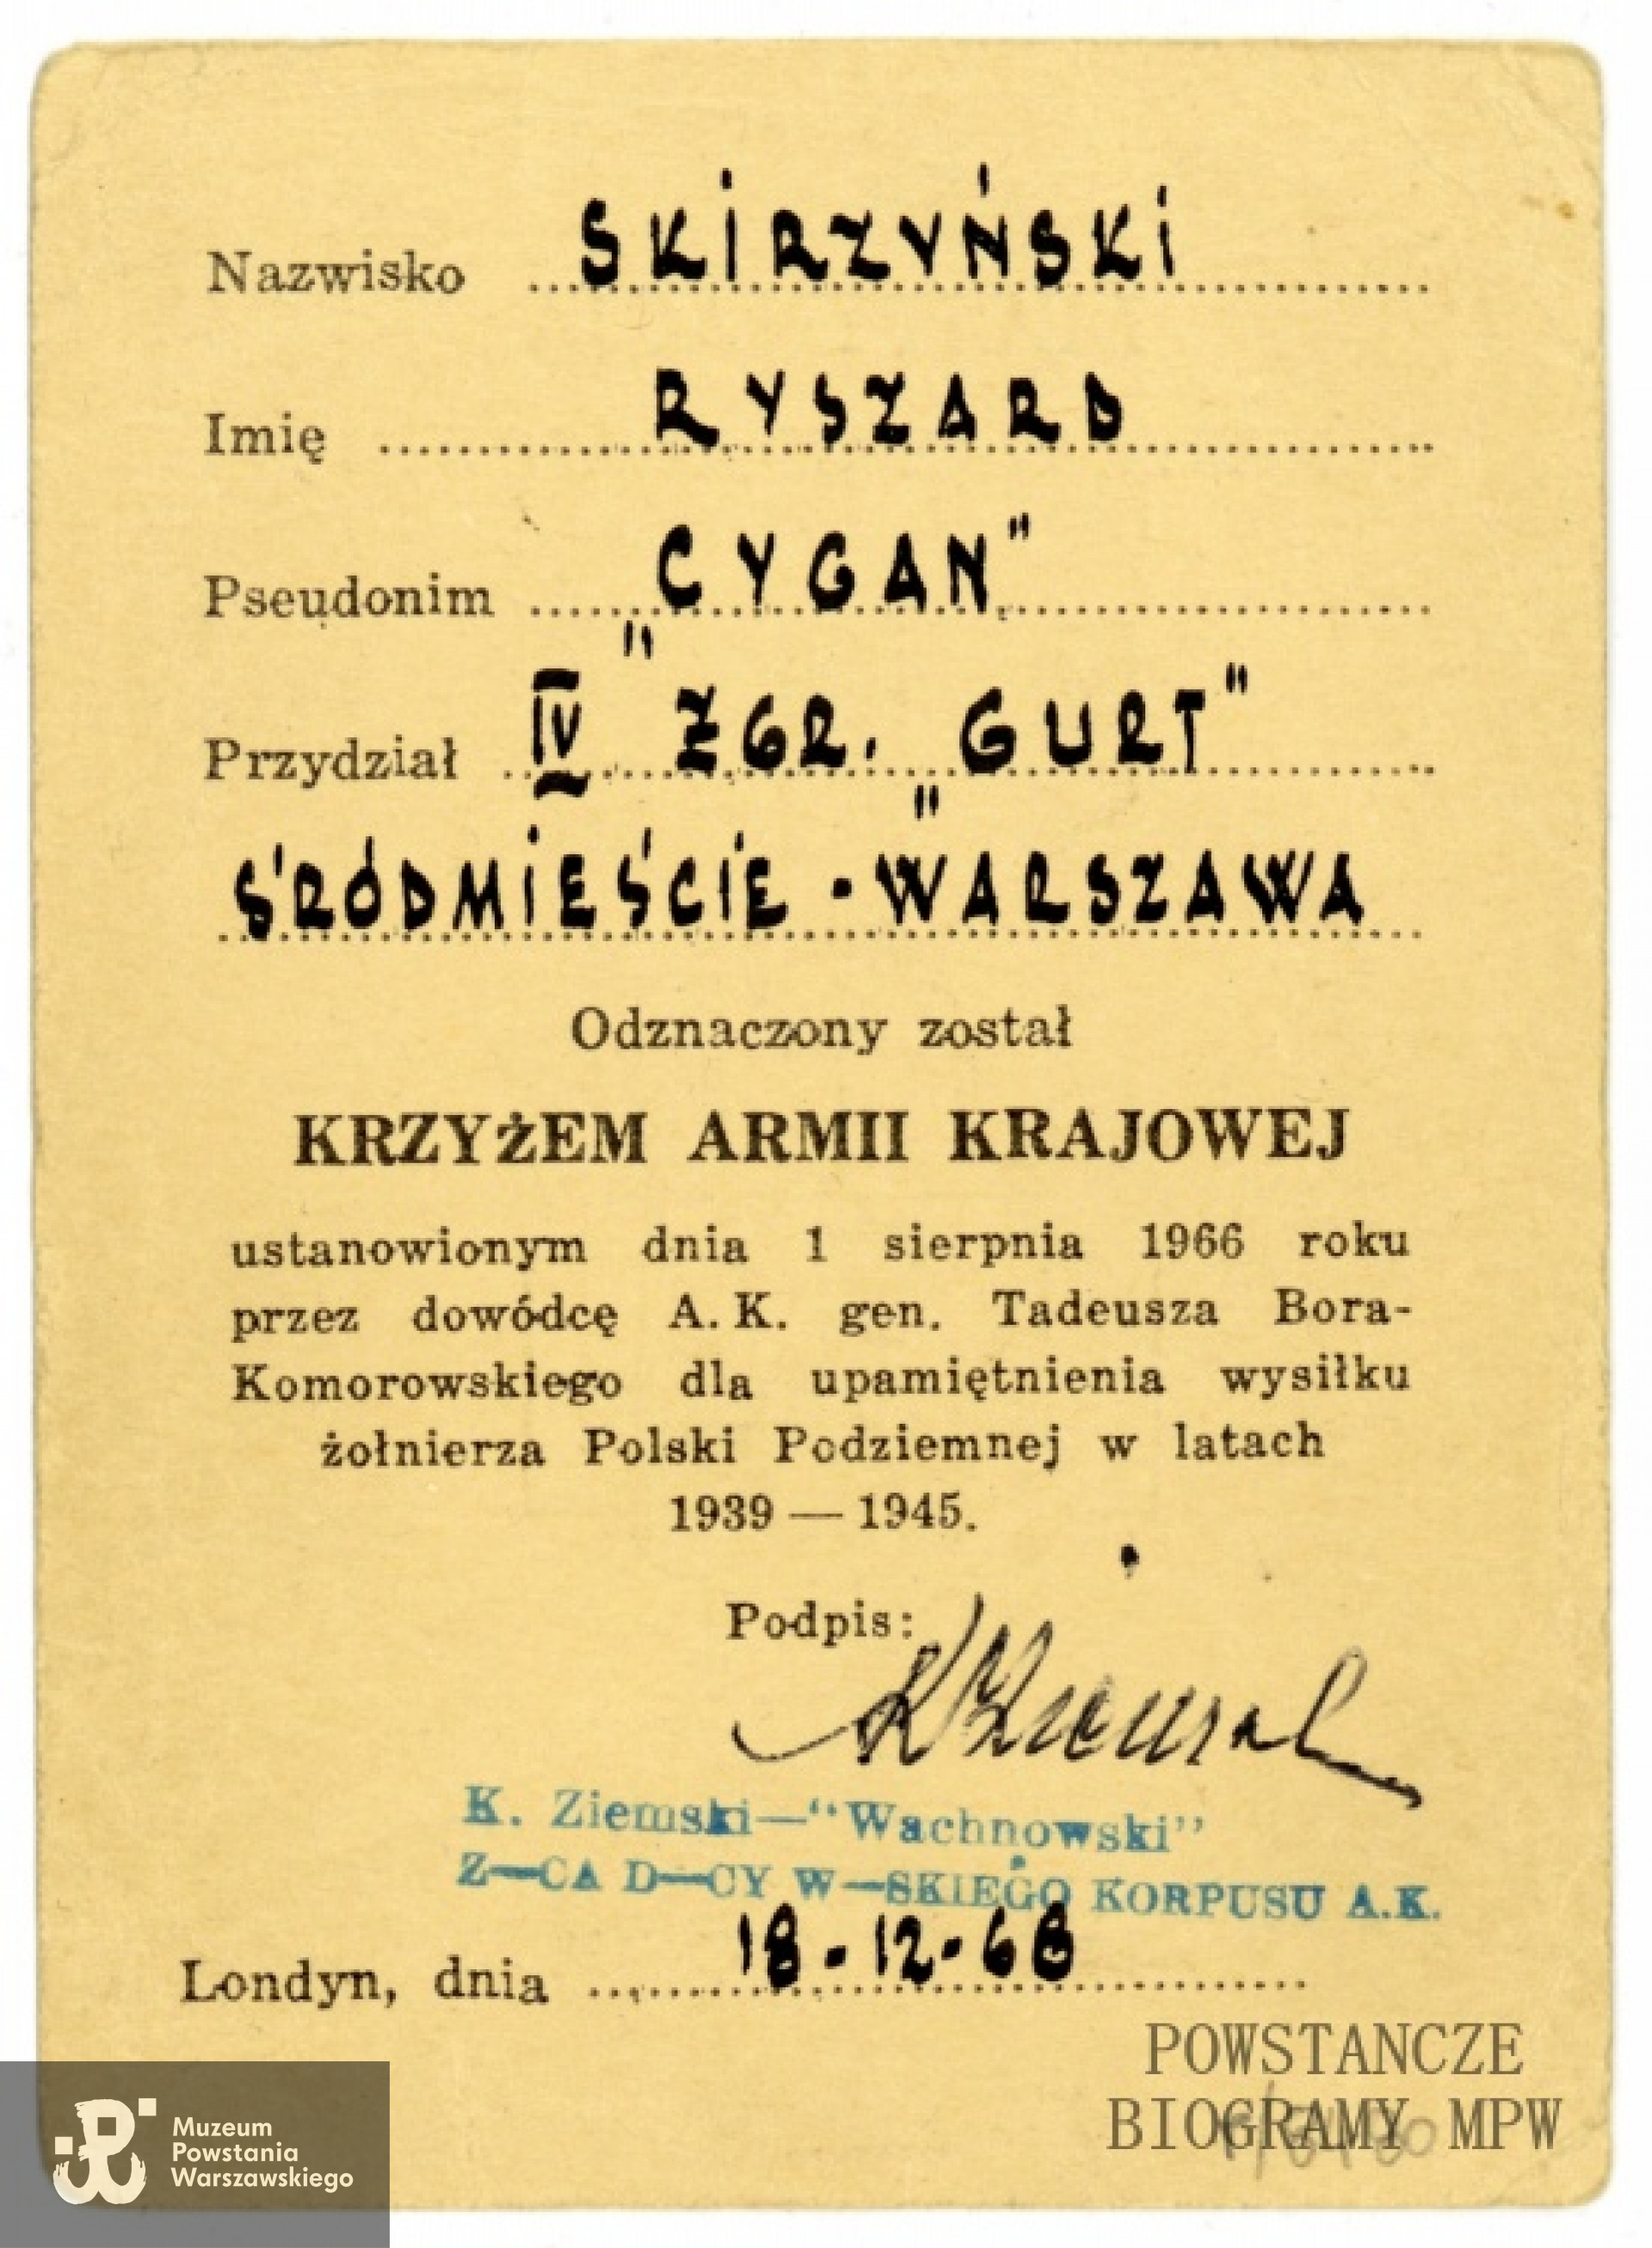 Nazwisko SKIRZYŃSKI
Imię RYSZARD
Pseudonim "CYGAN"
Przydział IV "ZGR. GURT"
ŚRÓDMIEŚCIE - "WARSZAWA
Odznaczony został
KRZYŻEM ARMII KRAJOWEJ
ustanowionym dnia 1 sierpnia 1966 roku
przez dowódcę A.K. gen. Tadeusza Bora-
Komorowskiego dla upamiętnienia wysiłku
żołnierza Polski Podziemnej w latach
1939 — 1945.
Podpis:
K. Ziemski—"Wachnowski"
Z—CA D—CY W—SKIEGO KORPUSU A.K.
Londyn, dnia 18-12-68
POWSTANCZE
BIOGRAMY MPW
Muzeum
Powstania
Warszawskiego